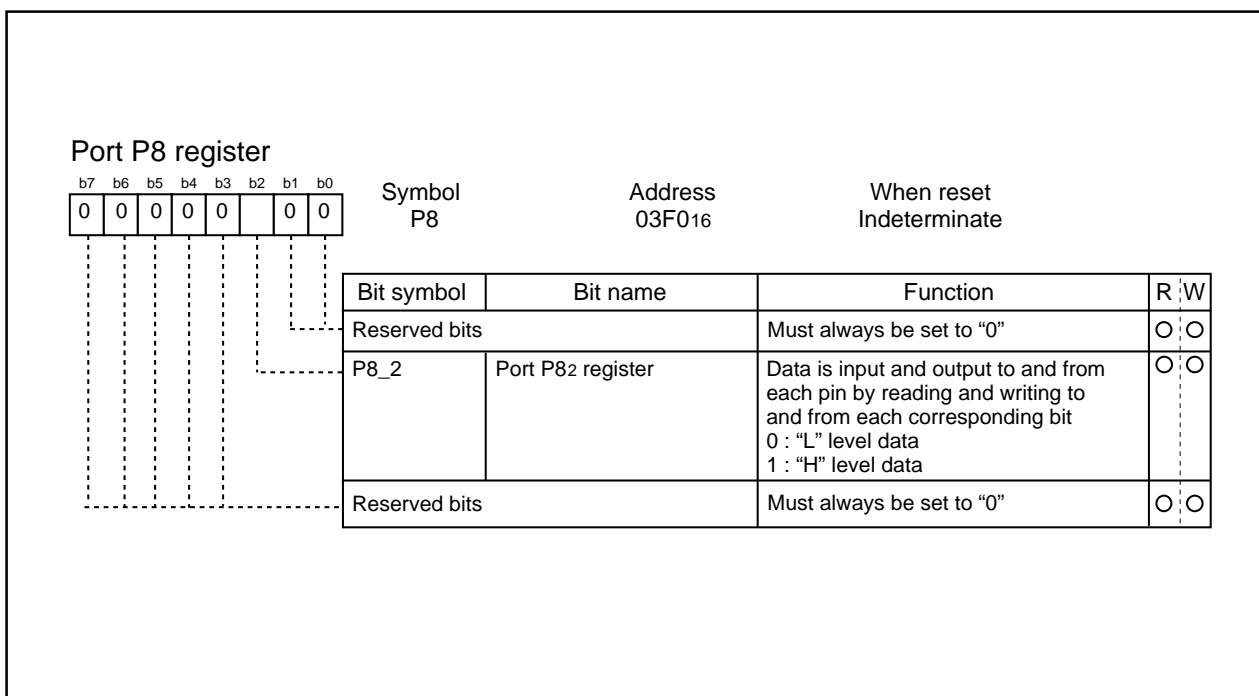 Port P8 register
b7 b6 b5 b4 b3 b2 b1 b0
0 0 0 0 0 0 0
Symbol Address When reset
P8 03F016 Indeterminate
Bit symbol Bit name Function R W
Reserved bits Must always be set to “0” O O
P8_2 Port P82 register Data is input and output to and from O O
each pin by reading and writing to
and from each corresponding bit
0 : “L” level data
1 : “H” level data
Reserved bits Must always be set to “0” O O